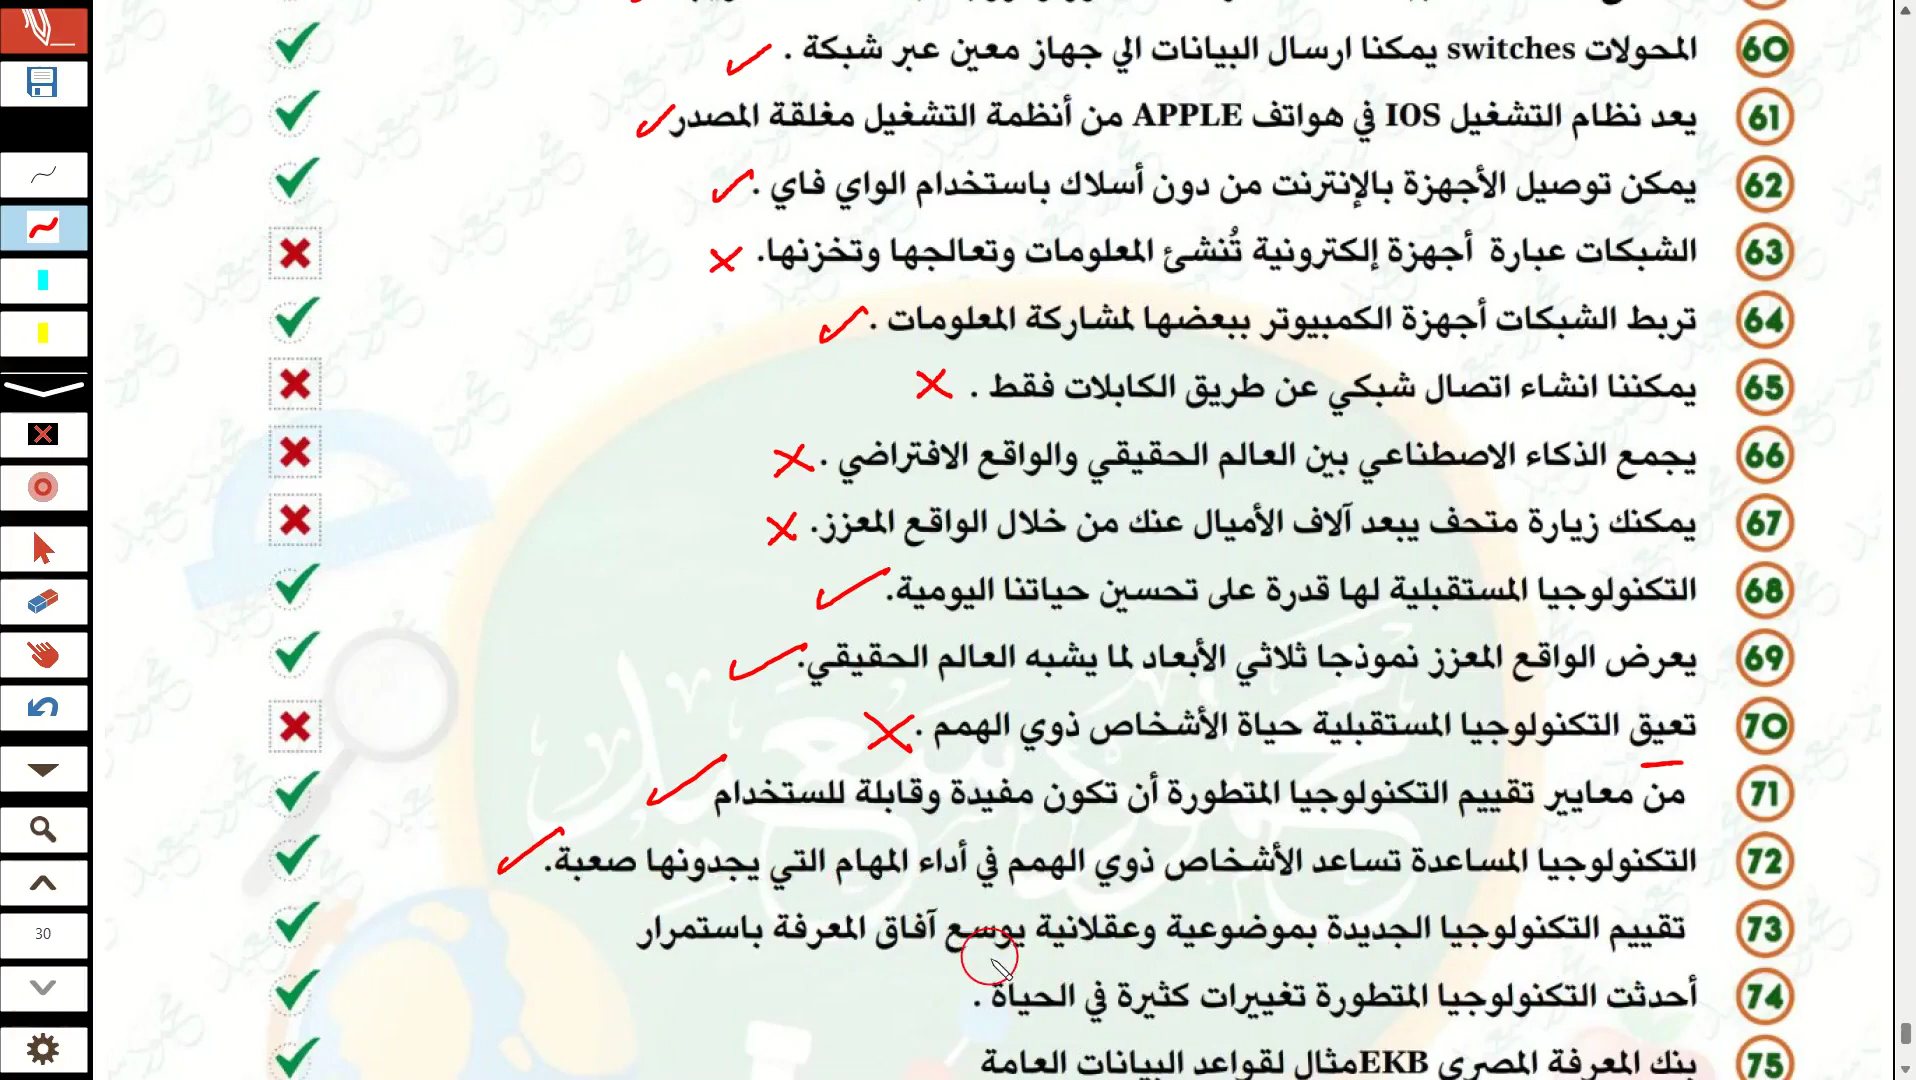 60 المحولات switches يمكنا ارسال البيانات الي جهاز معين عبر شبكة .
61 يعد نظام التشغيل IOS في هواتف APPLE من أنظمة التشغيل مغلقة المصدر
62 يمكن توصيل الأجهزة بالإنترنت من دون أسلاك باستخدام الواي فاي .
63 الشبكات عبارة أجهزة إلكترونية تُنشئ المعلومات وتعالجها وتخزنها.
64 تربط الشبكات أجهزة الكمبيوتر ببعضها لمشاركة المعلومات .
65 يمكننا انشاء اتصال شبكي عن طريق الكابلات فقط .
66 يجمع الذكاء الاصطناعي بين العالم الحقيقي والواقع الافتراضي .
67 يمكنك زيارة متحف يبعد آلاف الأميال عنك من خلال الواقع المعزز.
68 التكنولوجيا المستقبلية لها قدرة على تحسين حياتنا اليومية.
69 يعرض الواقع المعزز نموذجا ثلاثي الأبعاد لما يشبه العالم الحقيقي.
70 تعيق التكنولوجيا المستقبلية حياة الأشخاص ذوي الهمم .
71 من معايير تقييم التكنولوجيا المتطورة أن تكون مفيدة وقابلة للستخدام
72 التكنولوجيا المساعدة تساعد الأشخاص ذوي الهمم في أداء المهام التي يجدونها صعبة.
73 تقييم التكنولوجيا الجديدة بموضوعية وعقلانية يوسع آفاق المعرفة باستمرار
74 أحدثت التكنولوجيا المتطورة تغييرات كثيرة في الحياة .
75 بنك المعرفة المصري EKB مثال لقواعد البيانات العامة
30